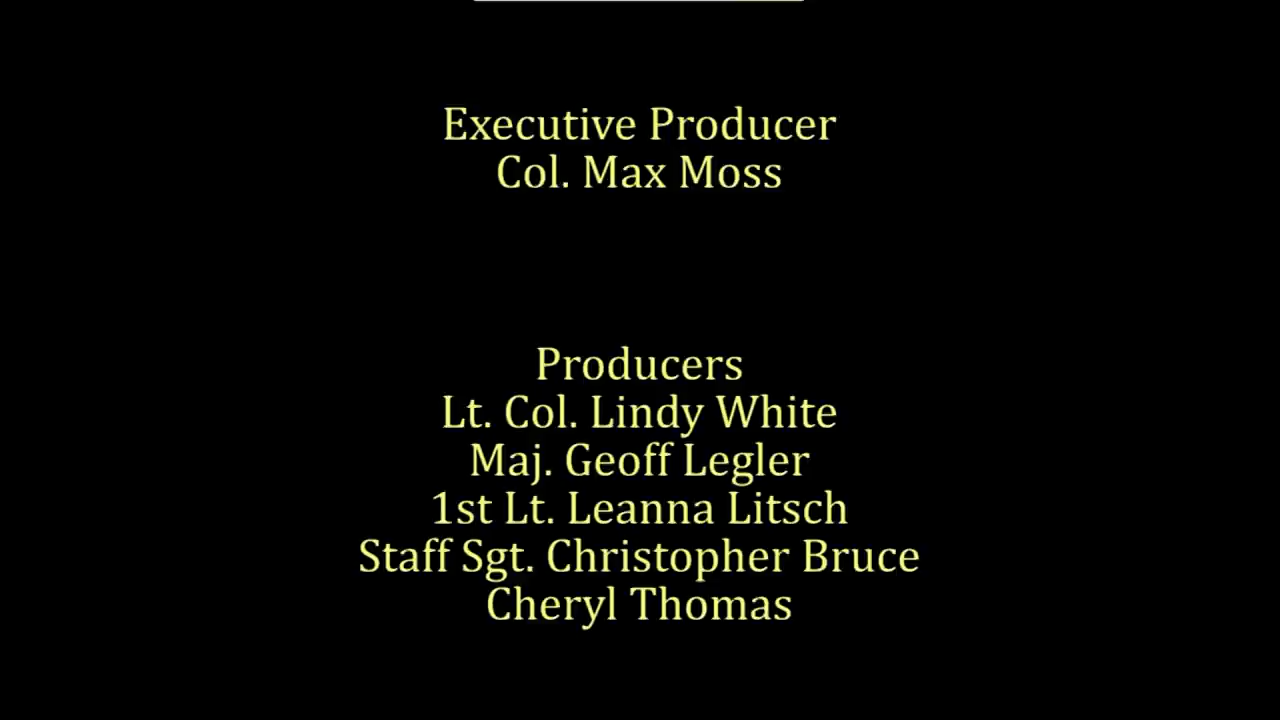 Executive Producer
Col. Max Moss
Producers
Lt. Col. Lindy White
Maj. Geoff Legler
1st Lt. Leanna Litsch
Staff Sgt. Christopher Bruce
Cheryl Thomas